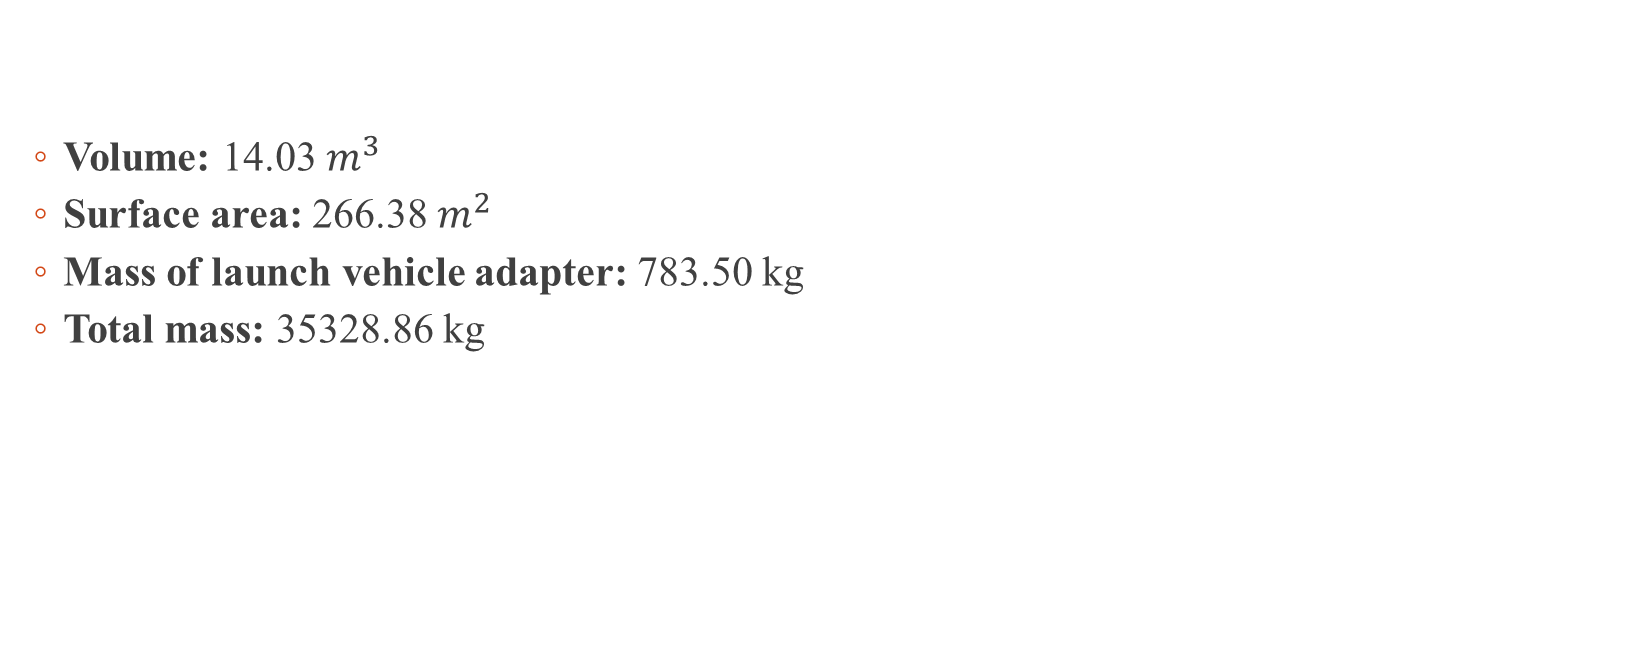 ◦ Volume: 14.03 m³
◦ Surface area: 266.38 m²
◦ Mass of launch vehicle adapter: 783.50 kg
◦ Total mass: 35328.86 kg